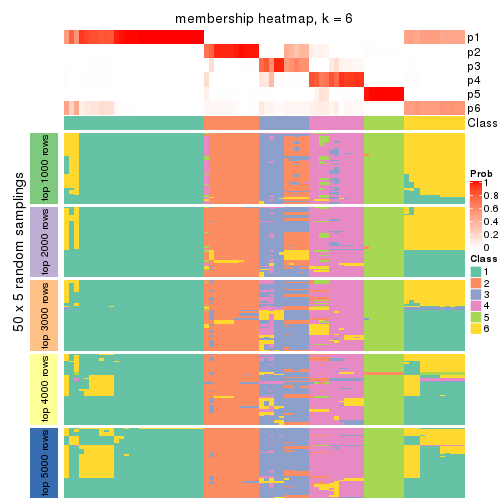 membership heatmap, k = 6
p1
p2
p3
p4
p5
p6
Class
50 x 5 random samplings
top 1000 rows
top 2000 rows
top 3000 rows
top 4000 rows
top 5000 rows
Prob
1
0.8
0.6
0.4
0.2
0
Class
1
2
3
4
5
6